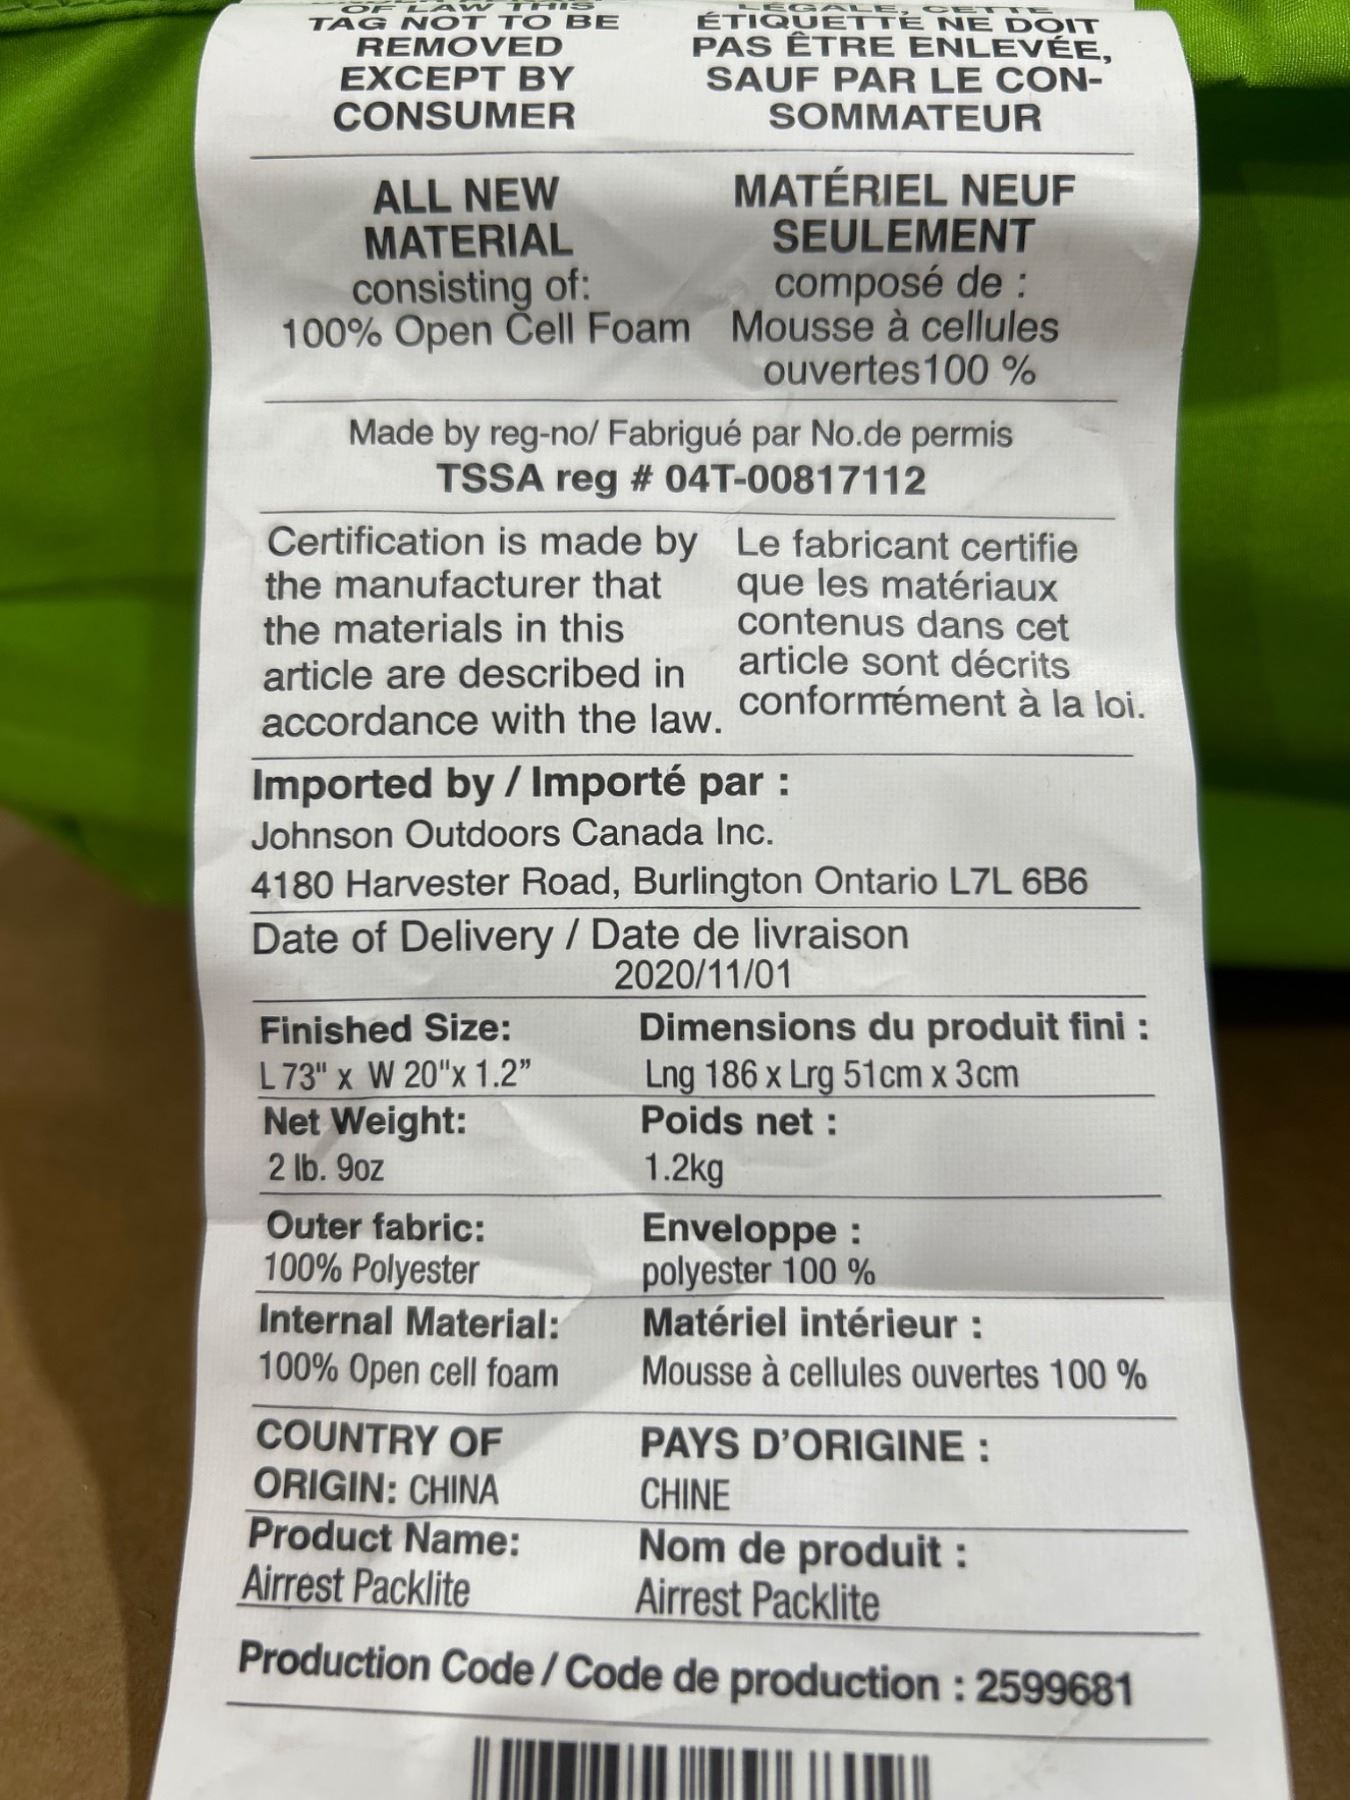 OF LAW THIS
TAG NOT TO BE
REMOVED
EXCEPT BY
CONSUMER
LÉGALE, CETTE
ÉTIQUETTE NE DOIT
PAS ÊTRE ENLEVÉE,
SAUF PAR LE CON-
SOMMATEUR
ALL NEW
MATERIAL
consisting of:
100% Open Cell Foam
MATÉRIEL NEUF
SEULEMENT
composé de :
Mousse à cellules
ouvertes100 %
Made by reg-no/ Fabrigué par No.de permis
TSSA reg # 04T-00817112
Certification is made by
the manufacturer that
the materials in this
article are described in
accordance with the law.
Le fabricant certifie
que les matériaux
contenus dans cet
article sont décrits
conformément à la loi.
Imported by / Importé par :
Johnson Outdoors Canada Inc.
4180 Harvester Road, Burlington Ontario L7L 6B6
Date of Delivery / Date de livraison
2020/11/01
Finished Size:
L 73" x W 20"x 1.2”
Dimensions du produit fini :
Lng 186 x Lrg 51cm x 3cm
Net Weight:
2 lb. 9oz
Poids net :
1.2kg
Outer fabric:
100% Polyester
Enveloppe :
polyester 100 %
Internal Material:
100% Open cell foam
Matériel intérieur :
Mousse à cellules ouvertes 100 %
COUNTRY OF
ORIGIN: CHINA
PAYS D’ORIGINE :
CHINE
Product Name:
Airrest Packlite
Nom de produit :
Airrest Packlite
Production Code / Code de production : 2599681